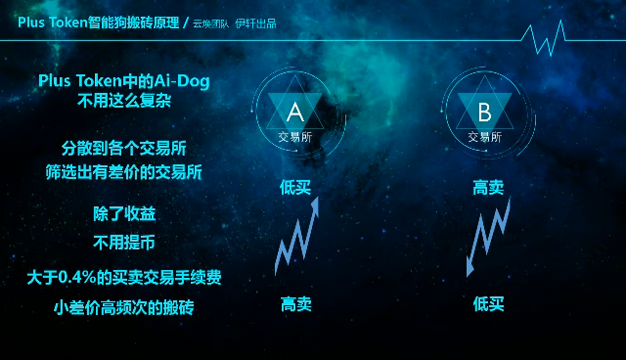 Plus Token智能狗搬砖原理 / 云焕团队 伊轩出品
Plus Token中的Ai-Dog
不用这么复杂
分散到各个交易所
筛选出有差价的交易所
除了收益
不用提币
大于0.4%的买卖交易手续费
小差价高频次的搬砖
A
交易所
低买
高卖
B
交易所
高卖
低买